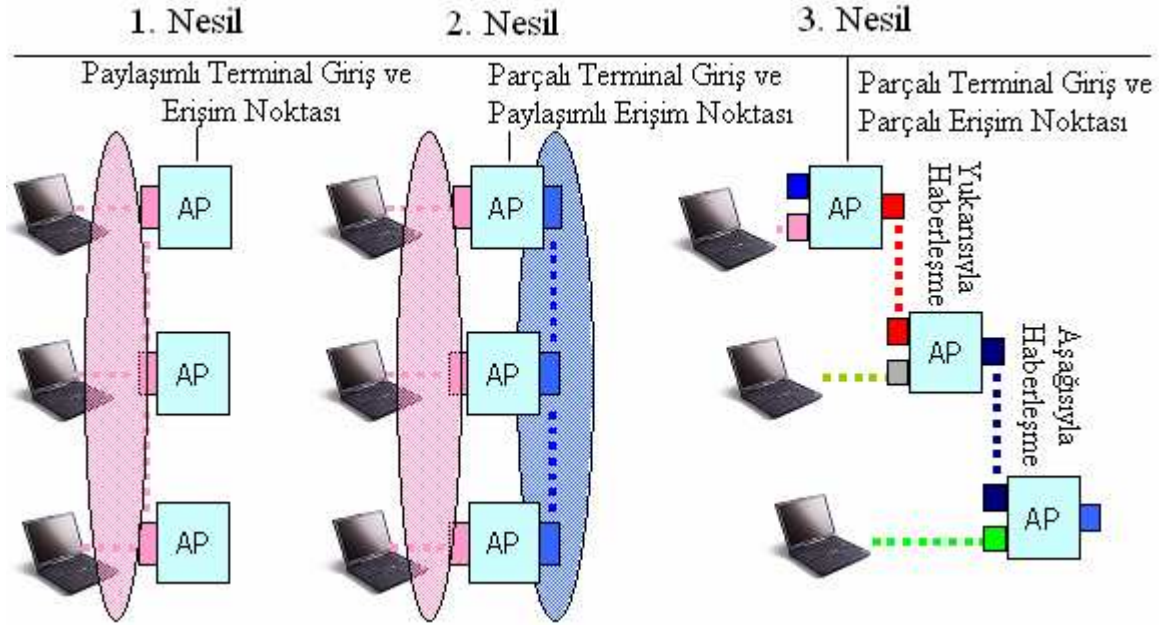 1. Nesil
2. Nesil
3. Nesil
Paylaşımlı Terminal Giriş ve
Erişim Noktası
Parçalı Terminal Giriş ve
Paylaşımlı Erişim Noktası
Parçalı Terminal Giriş ve
Parçalı Erişim Noktası
AP
AP
AP
AP
AP
AP
AP
Yukarısıyla
Haberleşme
AP
Aşağısıyla
Haberleşme
AP